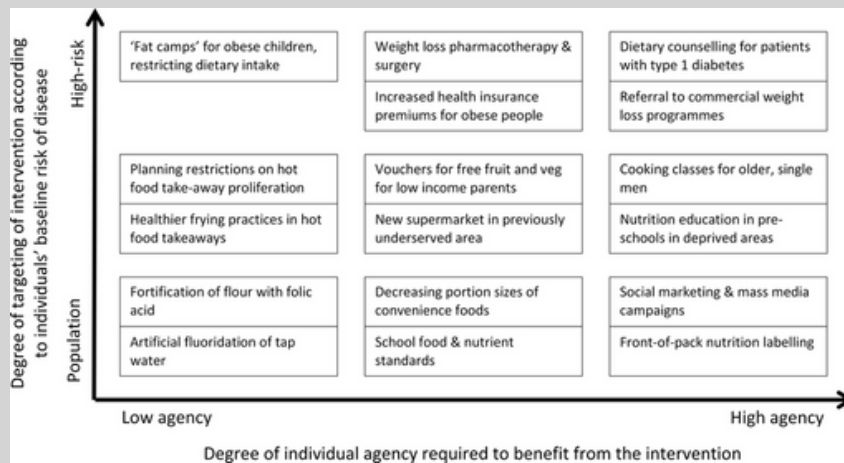 Degree of targeting of intervention according
to individuals' baseline risk of disease
High-risk
Population
'Fat camps' for obese children,
restricting dietary intake
Weight loss pharmacotherapy &
surgery
Increased health insurance
premiums for obese people
Dietary counselling for patients
with type 1 diabetes
Referral to commercial weight
loss programmes
Planning restrictions on hot
food take-away proliferation
Healthier frying practices in hot
food takeaways
Vouchers for free fruit and veg
for low income parents
New supermarket in previously
underserved area
Cooking classes for older, single
men
Nutrition education in pre-
schools in deprived areas
Fortification of flour with folic
acid
Artificial fluoridation of tap
water
Decreasing portion sizes of
convenience foods
School food & nutrient
standards
Social marketing & mass media
campaigns
Front-of-pack nutrition labelling
Low agency
High agency
Degree of individual agency required to benefit from the intervention